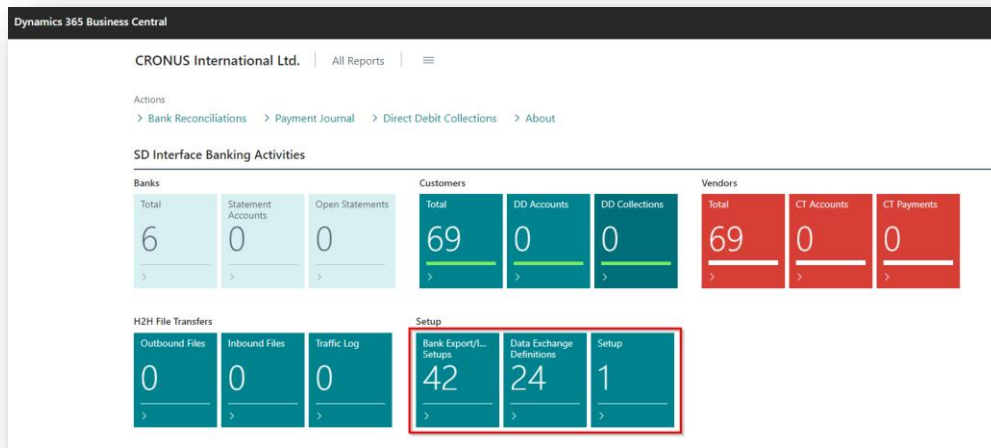 Dynamics 365 Business Central
CRONUS International Ltd. All Reports
Actions
> Bank Reconciliations > Payment Journal > Direct Debit Collections > About
SD Interface Banking Activities
Banks Customers Vendors
Total Statement Accounts Open Statements Total DD Accounts DD Collections Total CT Accounts CT Payments
6 0 0 69 0 0 69 0 0
H2H File Transfers Setup
Outbound Files Inbound Files Traffic Log Bank Export/I... Setups Data Exchange Definitions Setup
0 0 0 42 24 1